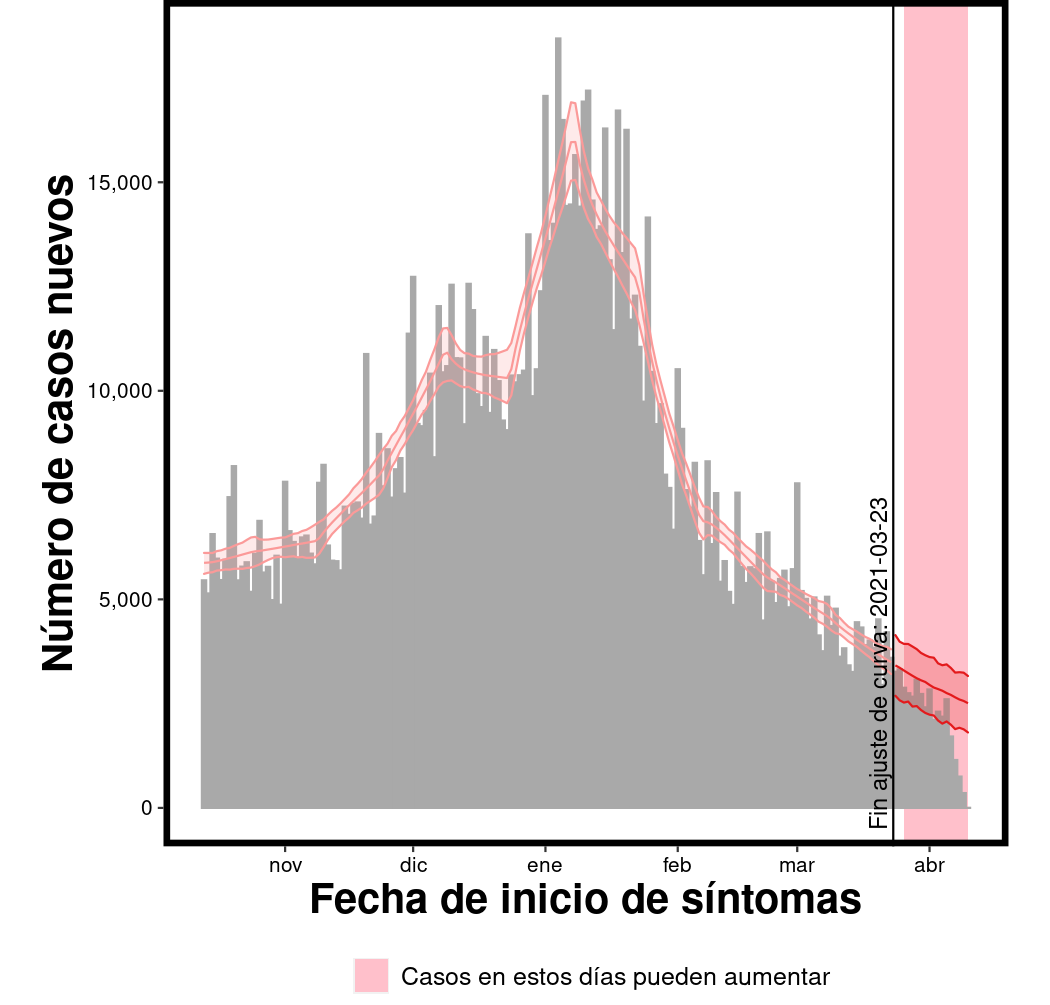 Número de casos nuevos
15,000
10,000
5,000
0
Fin ajuste de curva: 2021-03-23
nov dic ene feb mar abr
Fecha de inicio de síntomas
Casos en estos días pueden aumentar